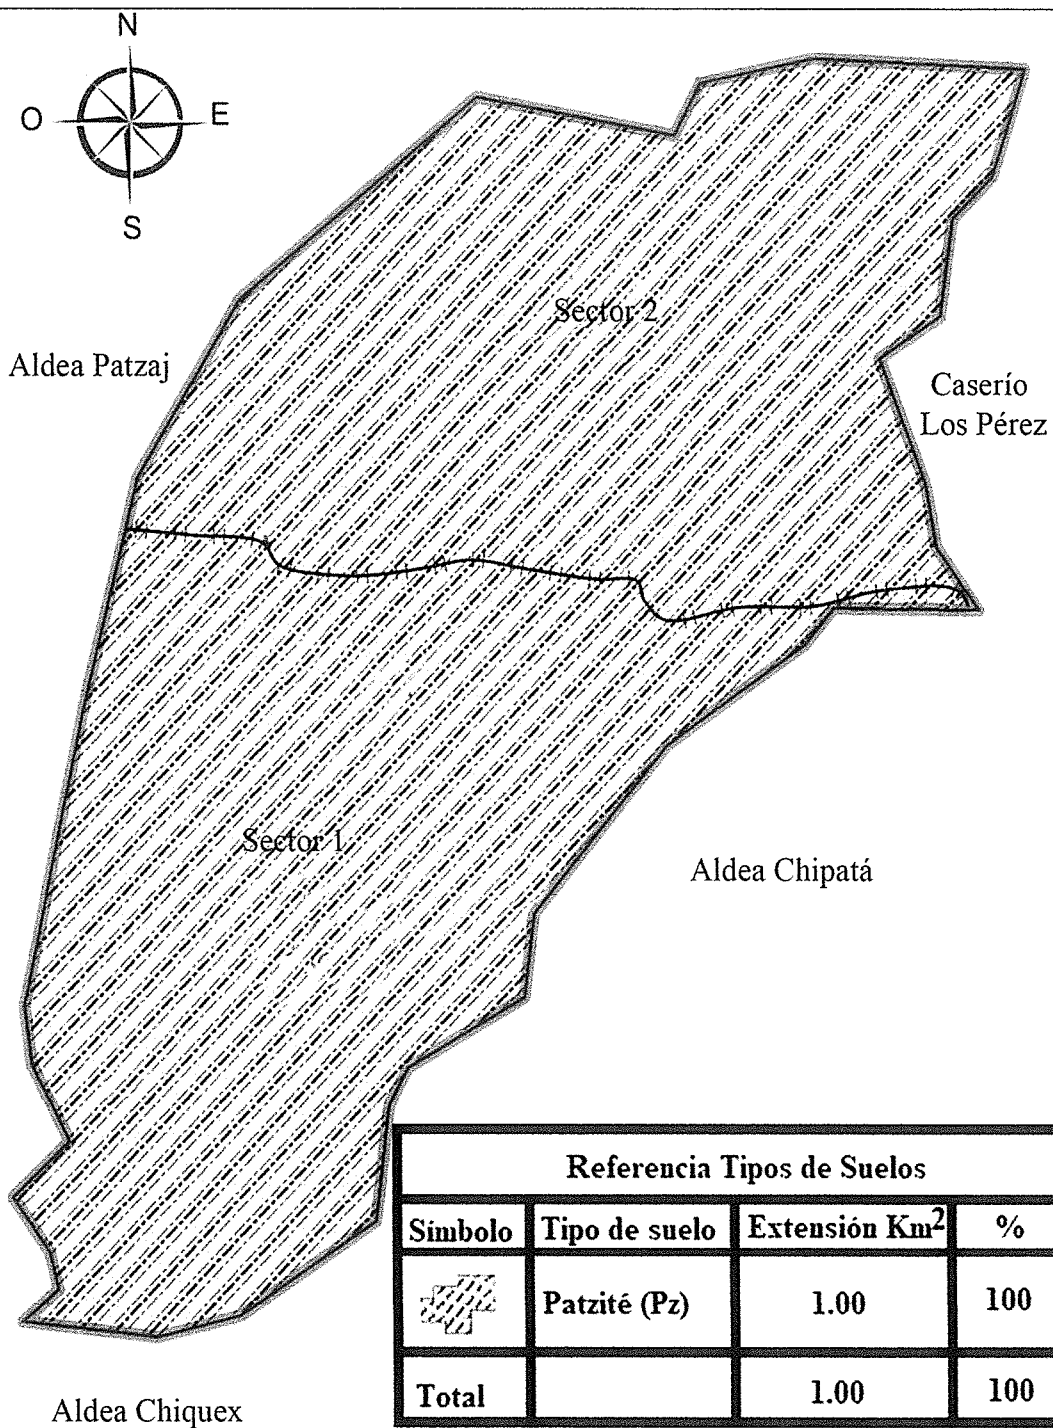 N
O
E
S
Sector 2
Aldea Patzaj
Caserío
Los Pérez
Sector 1
Aldea Chipatá
Referencia Tipos de Suelos
Símbolo Tipo de suelo Extensión Km² %
Patzité (Pz) 1.00 100
Total 1.00 100
Aldea Chiquex